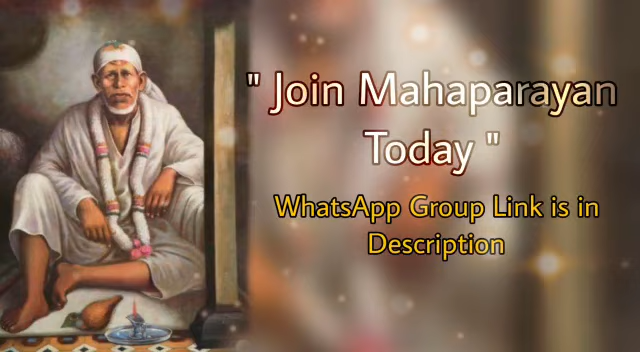 " Join Mahaparayan
Today "
WhatsApp Group Link is in
Description